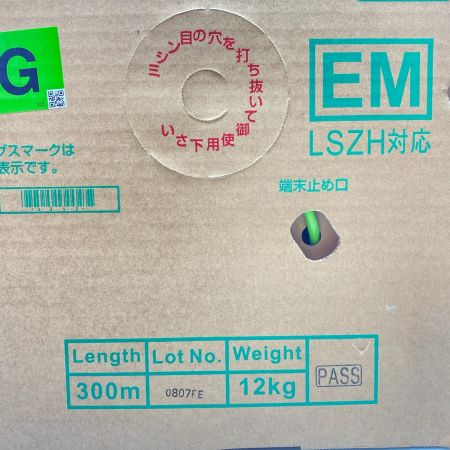 G
ミシン目の穴を打ち抜いて御使用下さい
EM
LSZH対応
グスマークは
表示です。
端末止め口
Length Lot No. Weight
300m 0807FE 12kg
PASS